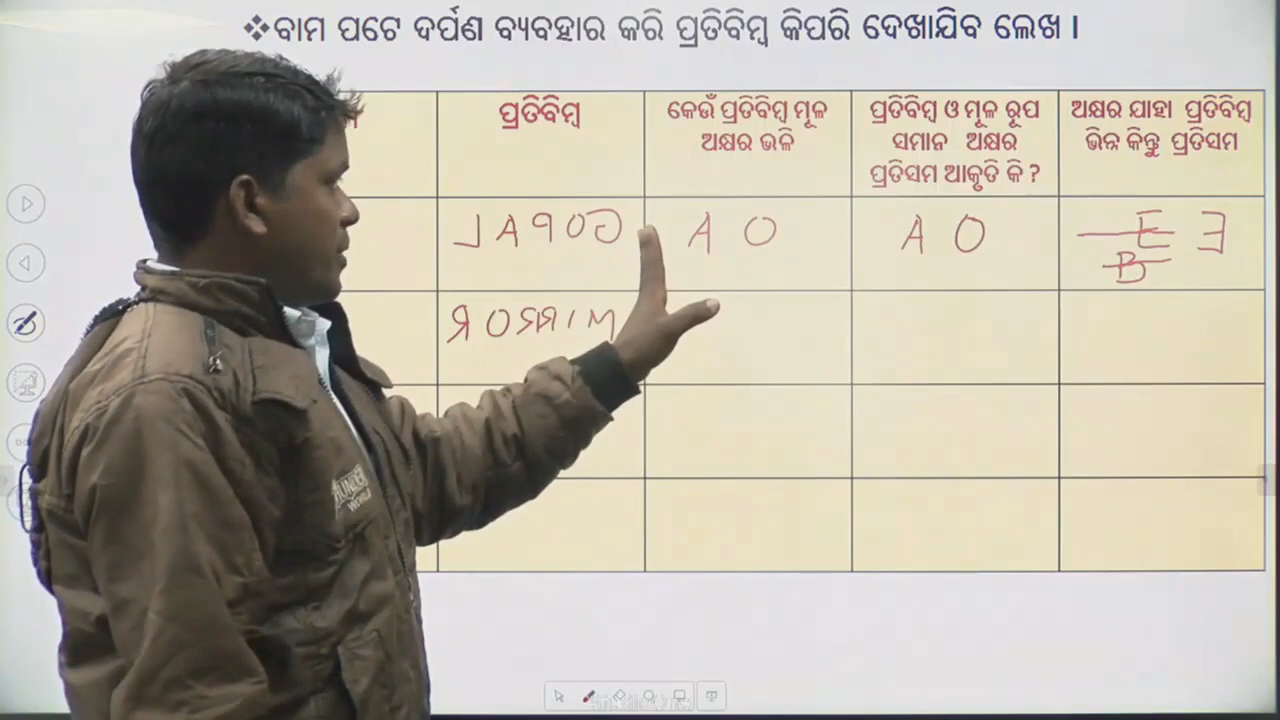 ❖ବାମ ପଟେ ଦର୍ପଣ ବ୍ୟବହାର କରି ପ୍ରତିବିମ୍ବ କିପରି ଦେଖାଯିବ ଲେଖ ।
ପ୍ରତିବିମ୍ବ
କେଉଁ ପ୍ରତିବିମ୍ବ ମୂଳ
ଅକ୍ଷର ଭଳି
ପ୍ରତିବିମ୍ବ ଓ ମୂଳ ରୂପ
ସମାନ ଅକ୍ଷର
ପ୍ରତିସମ ଆକୃତି କି ?
ଅକ୍ଷର ଯାହା ପ୍ରତିବିମ୍ବ
ଭିନ୍ନ କିନ୍ତୁ ପ୍ରତିସମ
A O
A O
E Ǝ
B